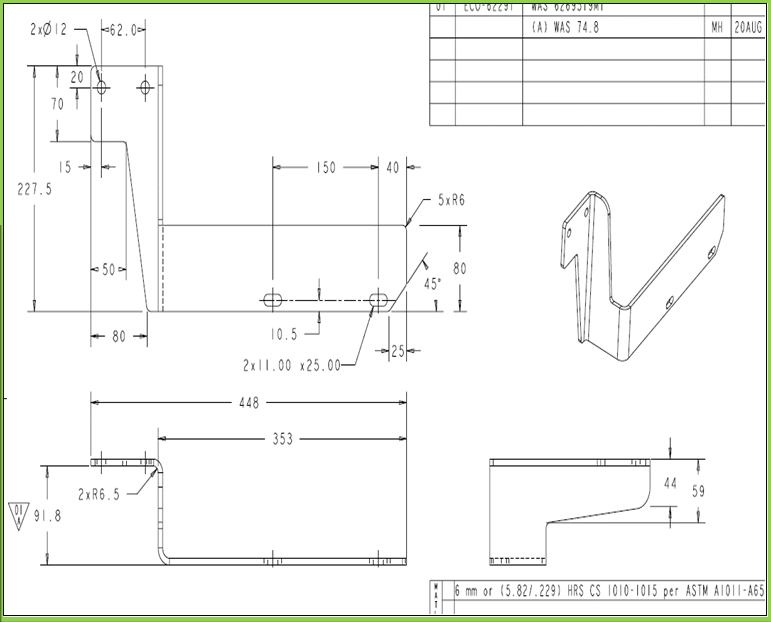 01 ECO-62291 WAS 6269319M1
(A) WAS 74.8 MH 20AUG
2xØ12
62.0
20
70
15
227.5
150
40
5xR6
50
80
45°
10.5
80
25
2x11.00 x25.00
448
353
2xR6.5
01
A
91.8
44
59
MAT
6 mm or (5.82/.229) HRS CS 1010-1015 per ASTM A1011-A65